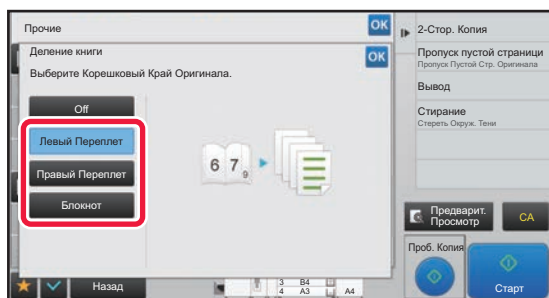 Прочие
OK
Деление книги
OK
Выберите Корешковый Край Оригинала.
Off
Левый Переплет
Правый Переплет
Блокнот
6 7 9
Назад
3 B4
4 A3
A4
2-Стор. Копия
Пропуск пустой страници
Пропуск Пустой Стр. Оригинала
Вывод
Стирание
Стереть Окруж. Тени
Предварит.
Просмотр
CA
Проб. Копия
Старт